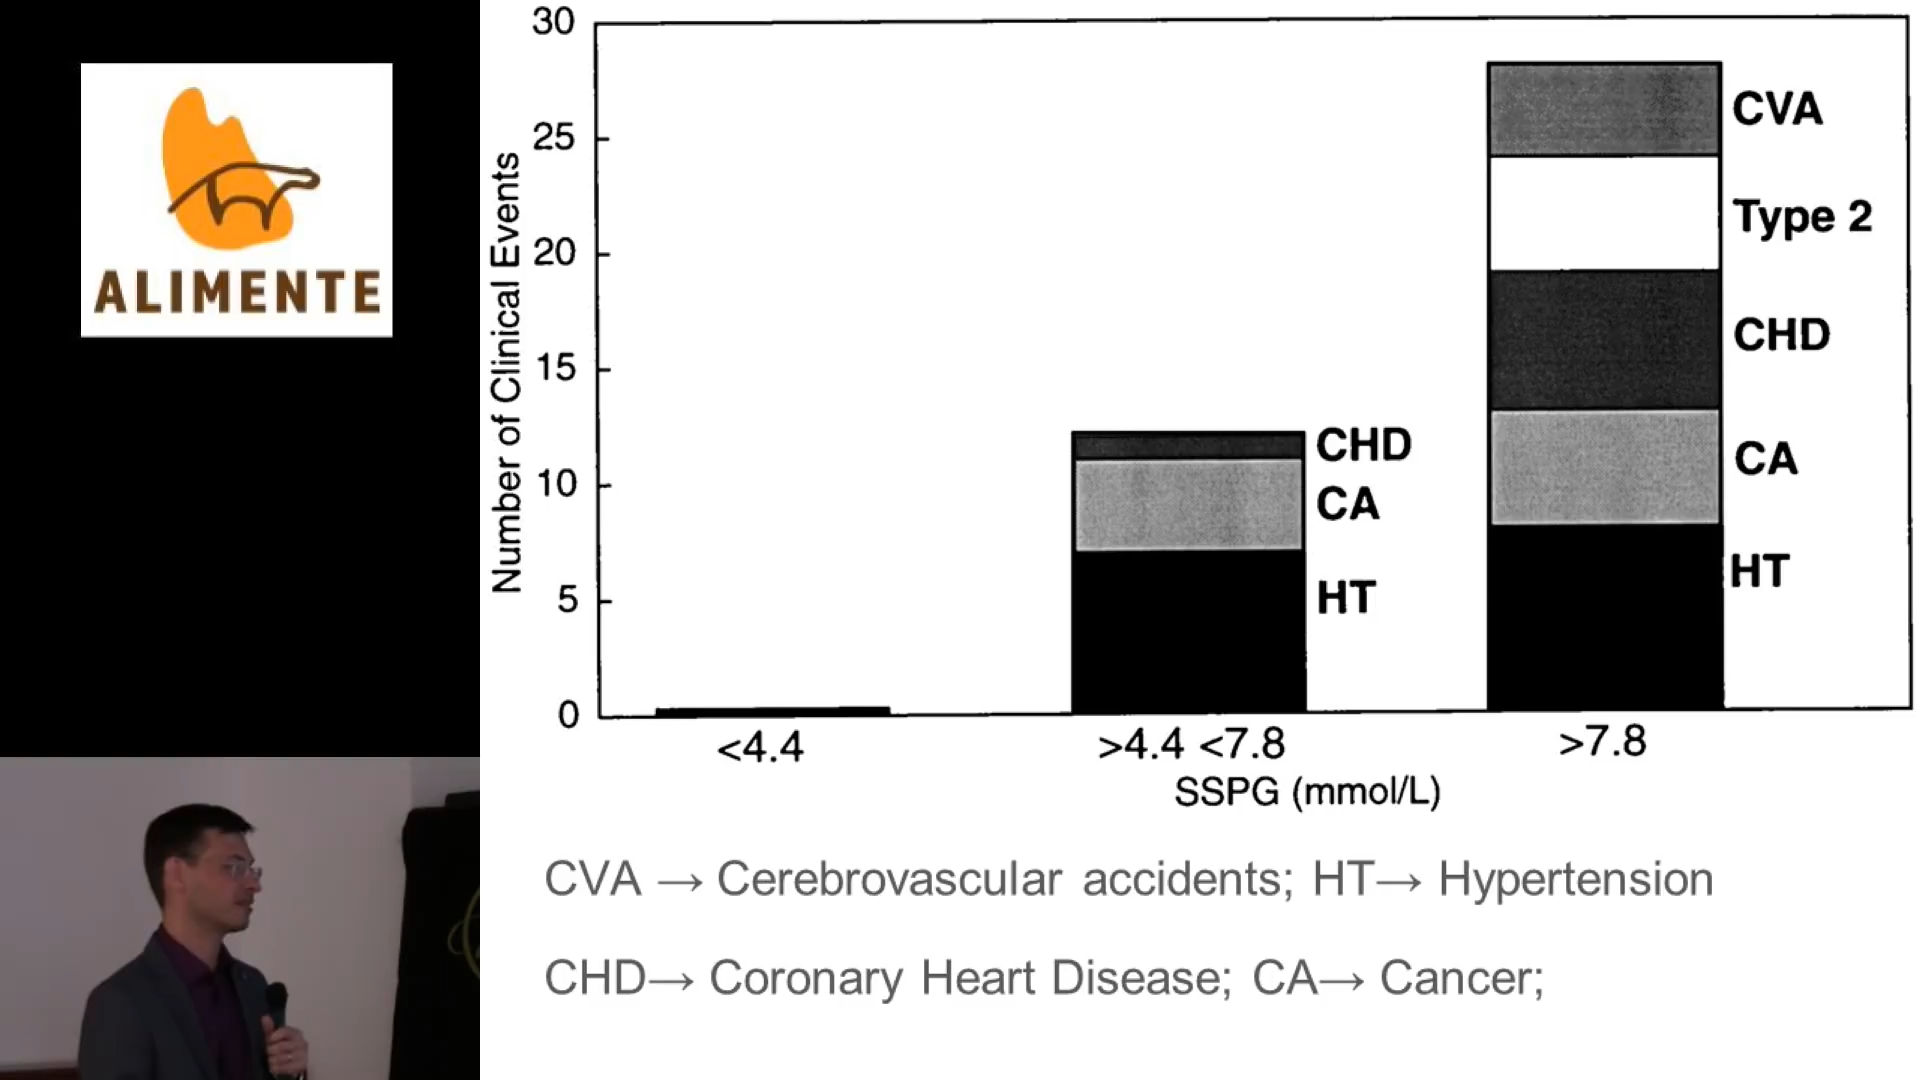 ALIMENTE
Number of Clinical Events
30
25
20
15
10
5
0
CHD
CA
HT
CVA
Type 2
CHD
CA
HT
<4.4
>4.4 <7.8
>7.8
SSPG (mmol/L)
CVA → Cerebrovascular accidents; HT→ Hypertension
CHD→ Coronary Heart Disease; CA→ Cancer;